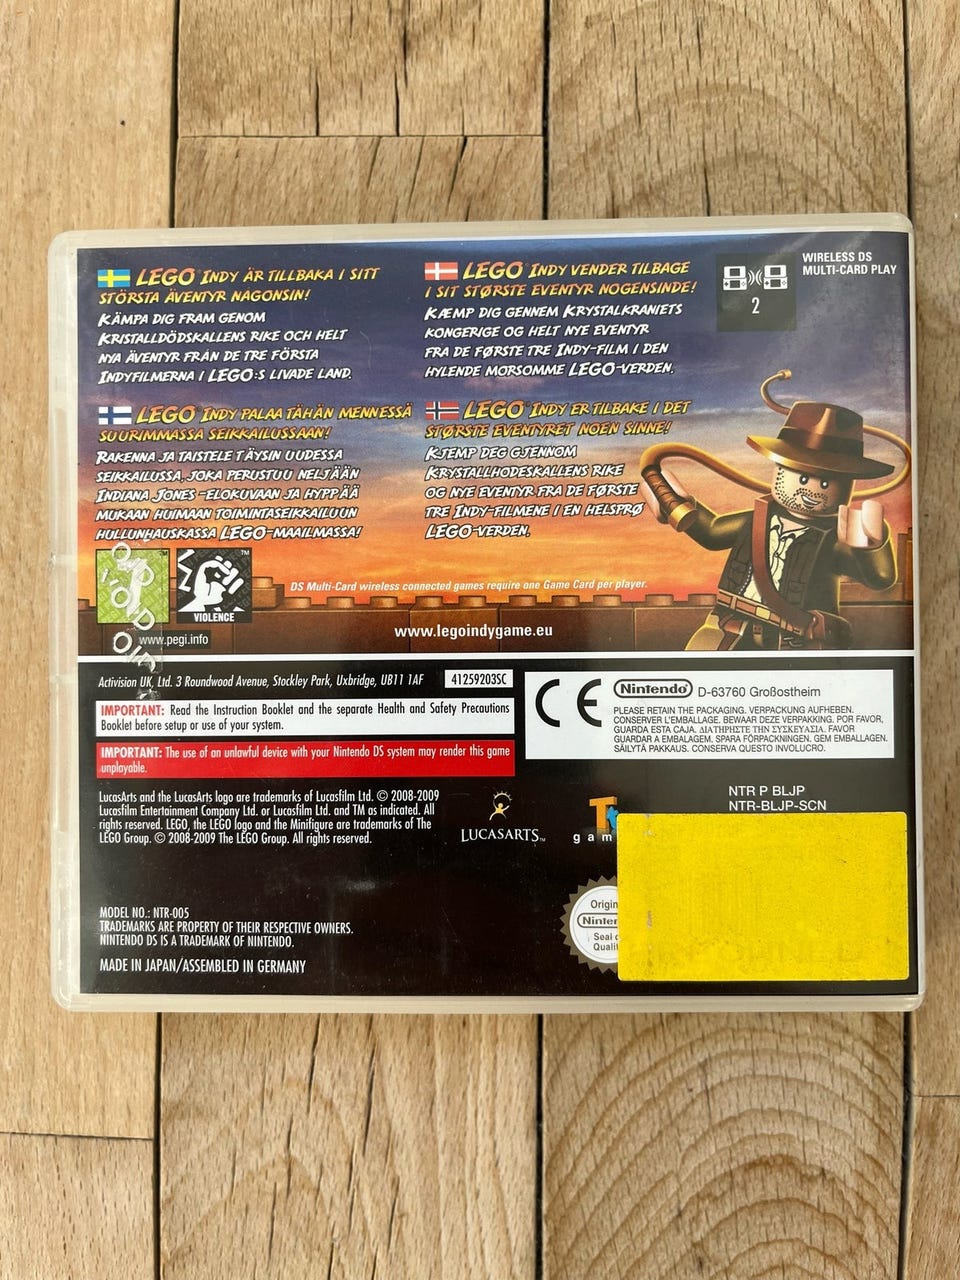 LEGO INDY ÄR TILLBAKA I SITT
STÖRSTA ÄVENTYR NÅGONSIN!
KÄMPA DIG FRAM GENOM
KRISTALLDÖDSKALLENS RIKE OCH HELT
NYA ÄVENTYR FRÅN DE TRE FÖRSTA
INDYFILMERNA I LEGO:S LIVADE LAND.
LEGO INDY VENDER TILBAGE
I SIT STØRSTE EVENTYR NOGENSINDE!
KÆMP DIG GENNEM KRYSTALKRANIETS
KONGERIGE OG HELT NYE EVENTYR
FRA DE FØRSTE TRE INDY-FILM I DEN
HYLENDE MORSOMME LEGO-VERDEN.
2
WIRELESS DS
MULTI-CARD PLAY
LEGO INDY PALAA TÄHÄN MENNESSÄ
SUURIMMASSA SEIKKAILUSSAAN!
RAKENNA JA TAISTELE TÄYSIN UUDESSA
SEIKKAILUSSA, JOKA PERUSTUU NELJÄÄN
INDIANA JONES -ELOKUVAAN JA HYPPÄÄ
MUKAAN HUIMAAN TOIMINTASEIKKAILUUN
HULLUNHAUSKASSA LEGO-MAAILMASSA!
LEGO INDY ER TILBAKE I DET
STØRSTE EVENTYRET NOEN SINNE!
KJEMP DEG GJENNOM
KRYSTALLHODESKALLENS RIKE
OG NYE EVENTYR FRA DE FØRSTE
TRE INDY-FILMENE I EN HELSPRØ
LEGO-VERDEN.
VIOLENCE
www.pegi.info
DS Multi-Card wireless connected games require one Game Card per player.
www.legoindygame.eu
Activision UK, Ltd. 3 Roundwood Avenue, Stockley Park, Uxbridge, UB11 1AF
41259203SC
IMPORTANT: Read the Instruction Booklet and the separate Health and Safety Precautions
Booklet before setup or use of your system.
IMPORTANT: The use of an unlawful device with your Nintendo DS system may render this game
unplayable.
CE
Nintendo D-63760 Großostheim
PLEASE RETAIN THE PACKAGING. VERPACKUNG AUFHEBEN.
CONSERVER L'EMBALLAGE. BEWAAR DEZE VERPAKKING. POR FAVOR,
GUARDA ESTA CAJA. ΔΙΑΤΗΡΗΣΤΕ ΤΗΝ ΣΥΣΚΕΥΑΣΙΑ. FAVOR
GUARDAR A EMBALAGEM. SPARA FÖRPACKNINGEN. GEM EMBALLAGEN.
SÄILYTÄ PAKKAUS. CONSERVA QUESTO INVOLUCRO.
LucasArts and the LucasArts logo are trademarks of Lucasfilm Ltd. © 2008-2009
Lucasfilm Entertainment Company Ltd. or Lucasfilm Ltd. and TM as indicated. All
rights reserved. LEGO, the LEGO logo and the Minifigure are trademarks of The
LEGO Group. © 2008-2009 The LEGO Group. All rights reserved.
LUCASARTS
NTR P BLJP
NTR-BLJP-SCN
MODEL NO.: NTR-005
TRADEMARKS ARE PROPERTY OF THEIR RESPECTIVE OWNERS.
NINTENDO DS IS A TRADEMARK OF NINTENDO.
MADE IN JAPAN/ASSEMBLED IN GERMANY